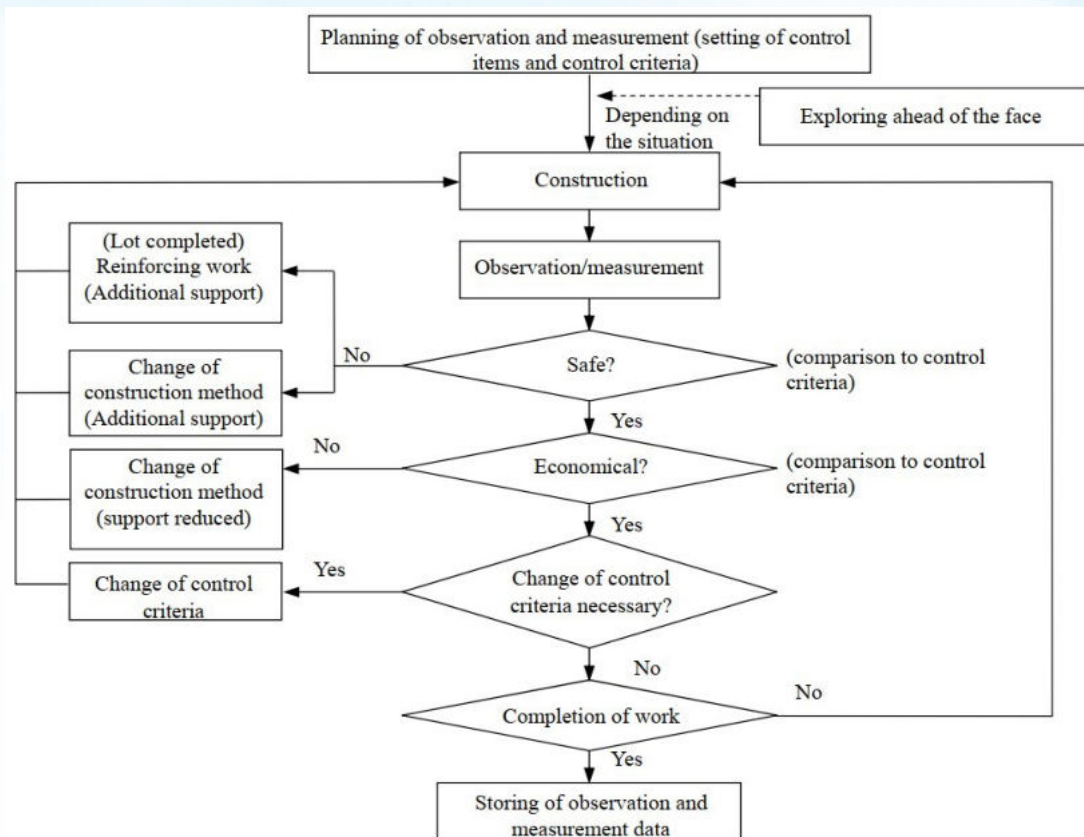 Planning of observation and measurement (setting of control
items and control criteria)
Depending on
the situation
Exploring ahead of the face
Construction
(Lot completed)
Reinforcing work
(Additional support)
Observation/measurement
No
Safe?
(comparison to control
criteria)
Change of
construction method
(Additional support)
Yes
No
Economical?
(comparison to control
criteria)
Change of
construction method
(support reduced)
Yes
Yes
Change of control
criteria necessary?
Change of control
criteria
No
No
Completion of work
Yes
Storing of observation and
measurement data